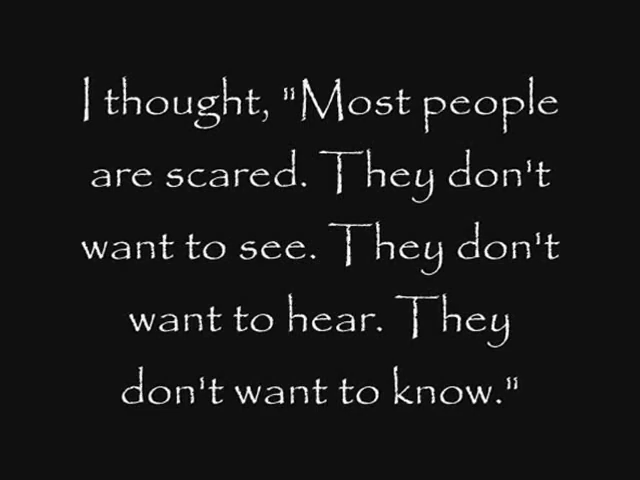 I thought, "Most people
are scared. They don't
want to see. They don't
want to hear. They
don't want to know."